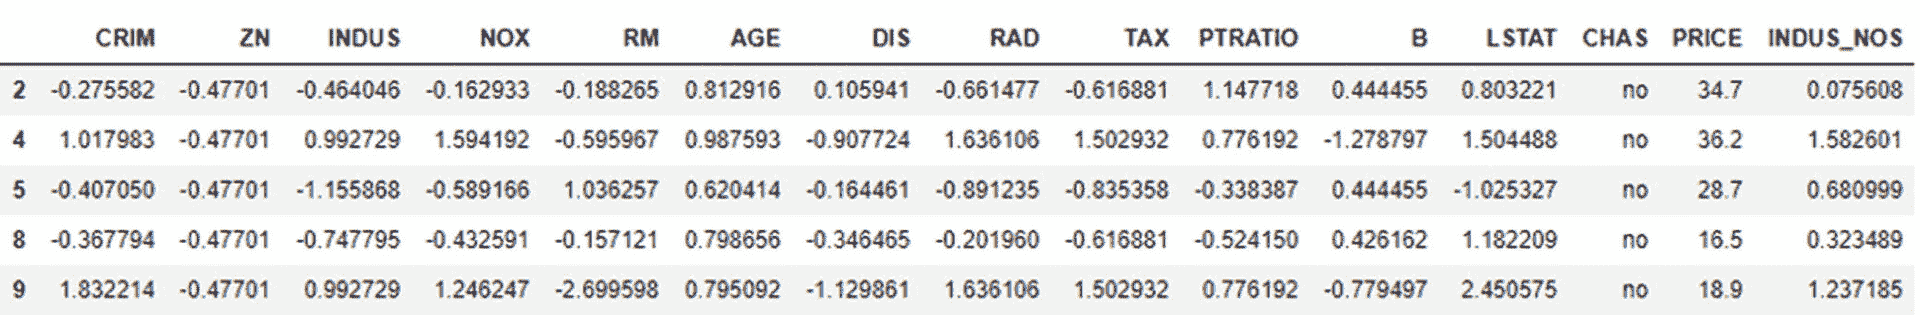 CRIM ZN INDUS NOX RM AGE DIS RAD TAX PTRATIO B LSTAT CHAS PRICE INDUS_NOS
2 -0.275582 -0.47701 -0.464046 -0.162933 -0.188265 0.812916 0.105941 -0.661477 -0.616881 1.147718 0.444455 0.803221 no 34.7 0.075608
4 1.017983 -0.47701 0.992729 1.594192 -0.595967 0.987593 -0.907724 1.636106 1.502932 0.776192 -1.278797 1.504488 no 36.2 1.582601
5 -0.407050 -0.47701 -1.155868 -0.589166 1.036257 0.620414 -0.164461 -0.891235 -0.835358 -0.338387 0.444455 -1.025327 no 28.7 0.680999
8 -0.367794 -0.47701 -0.747795 -0.432591 -0.157121 0.798656 -0.346465 -0.201960 -0.616881 -0.524150 0.426162 1.182209 no 16.5 0.323489
9 1.832214 -0.47701 0.992729 1.246247 -2.699598 0.795092 -1.129861 1.636106 1.502932 0.776192 -0.779497 2.450575 no 18.9 1.237185